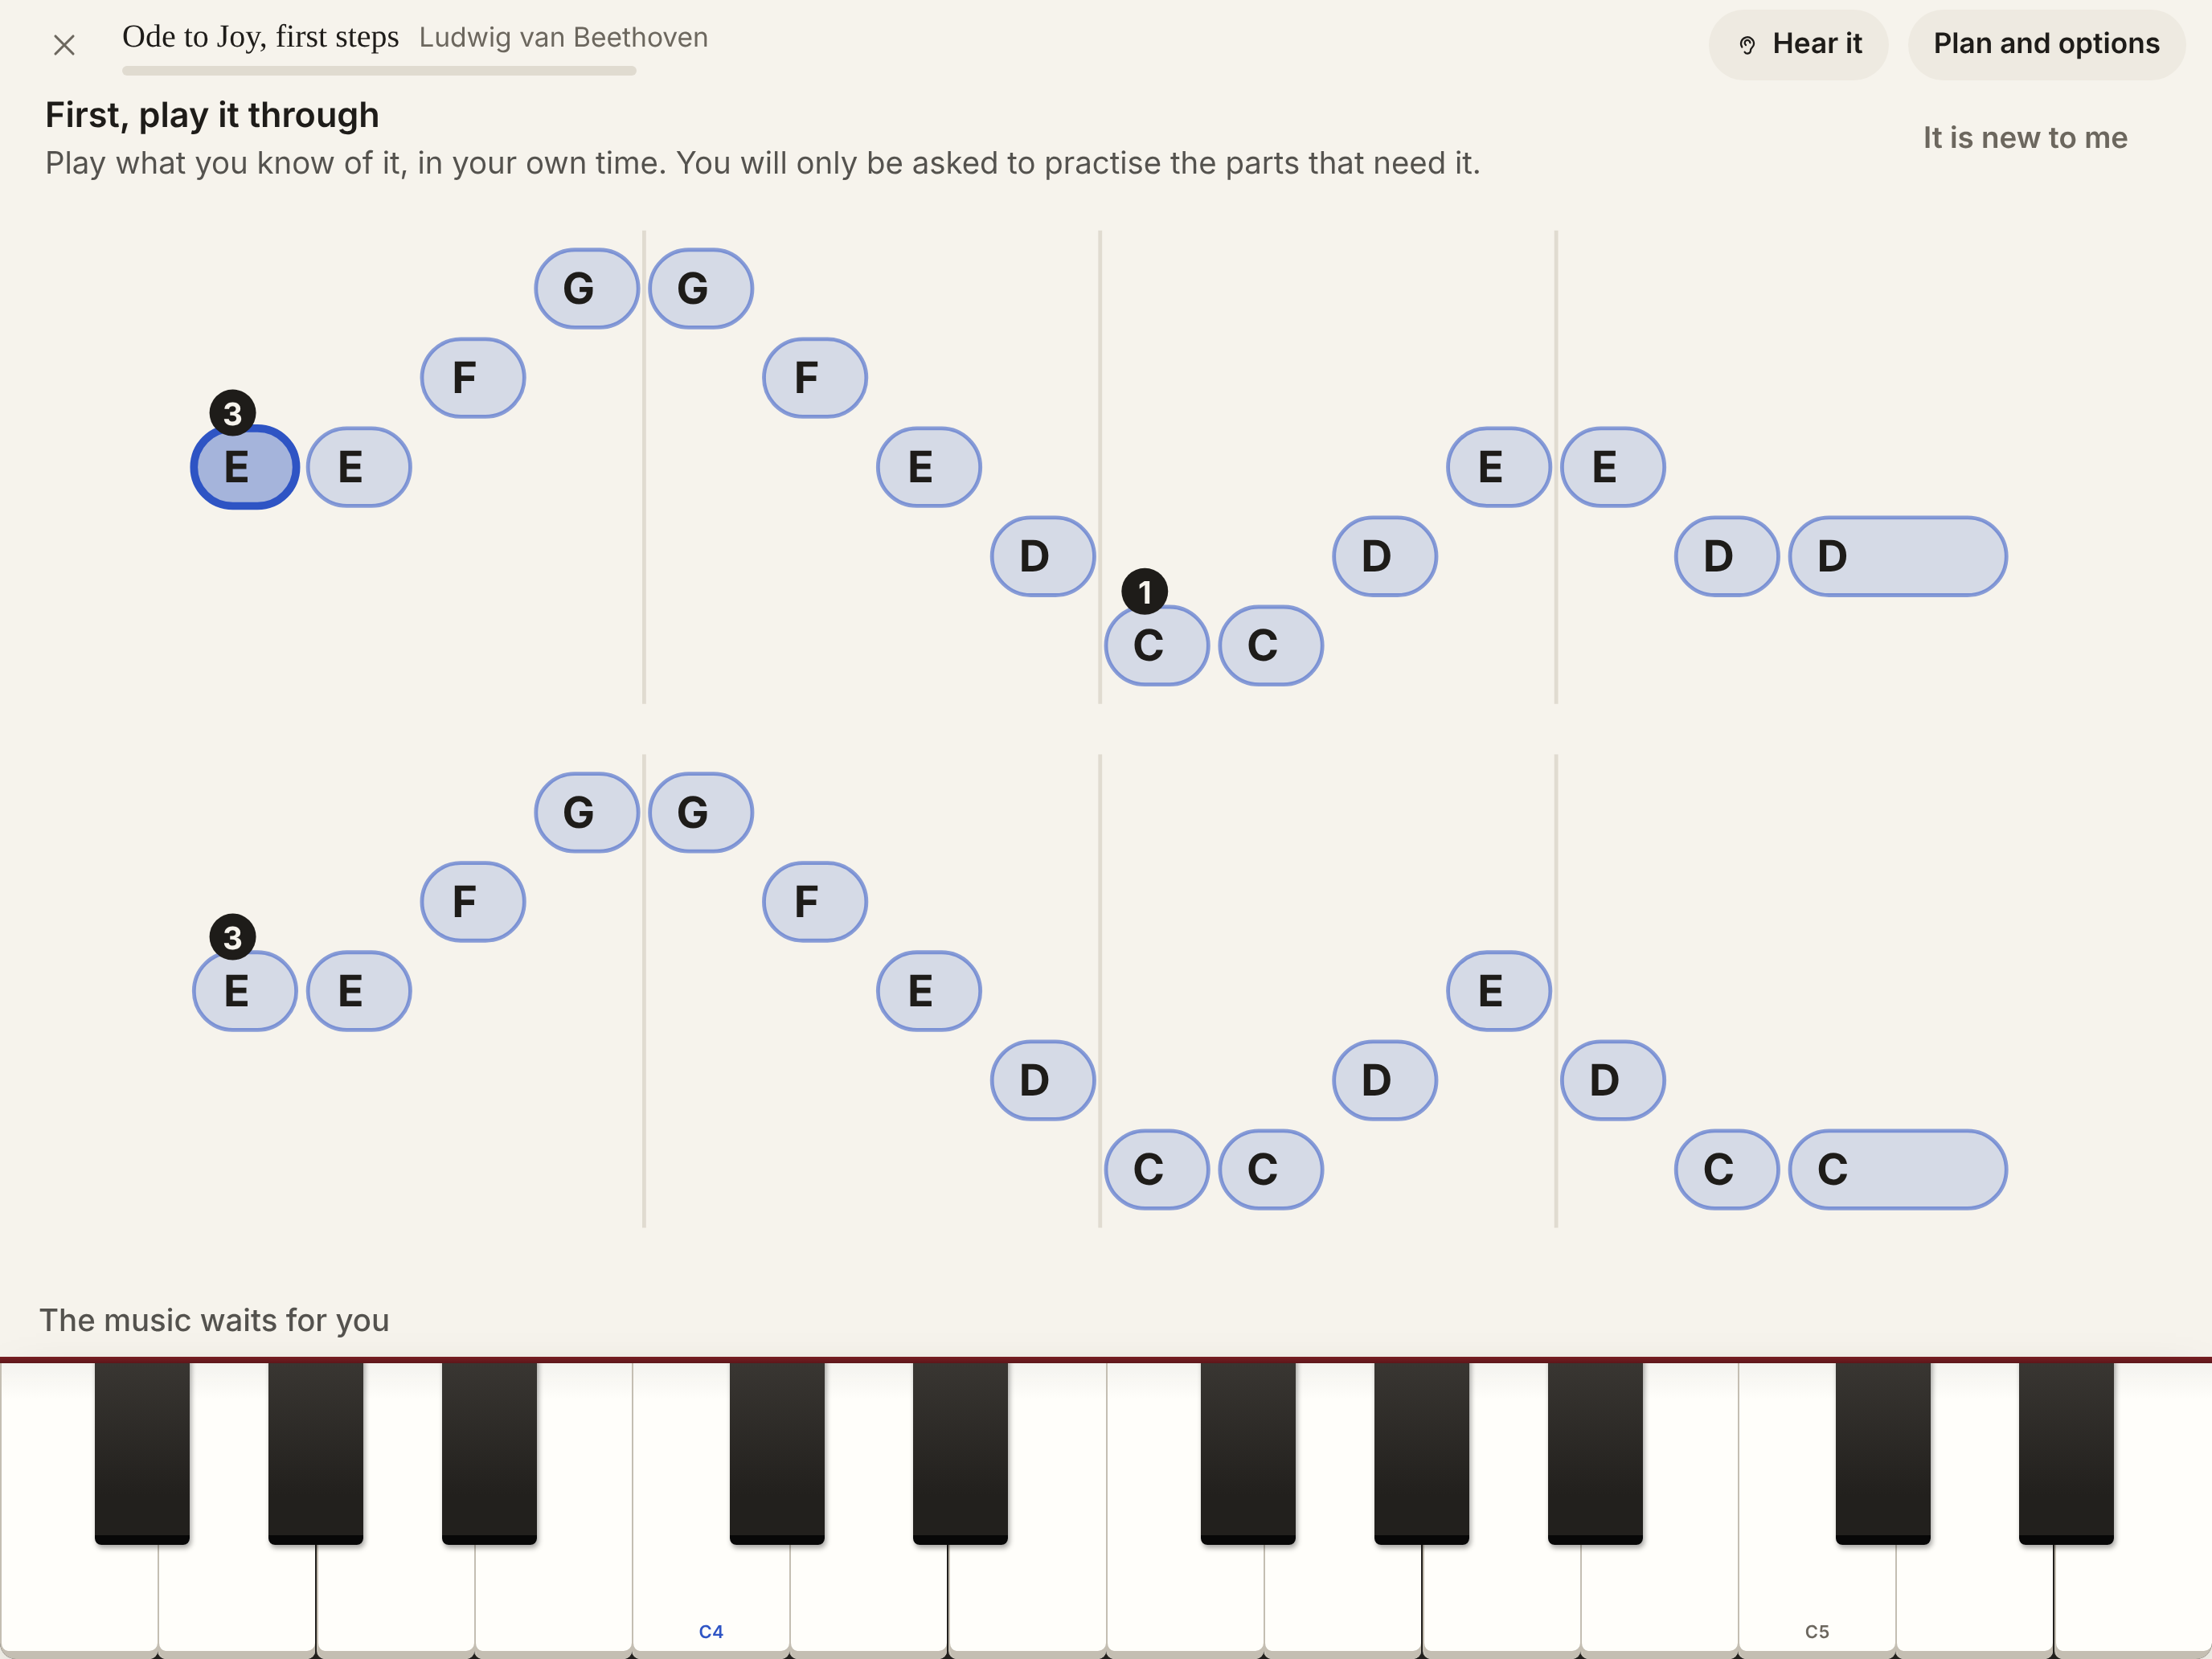 Ode to Joy, first steps Ludwig van Beethoven
Hear it
Plan and options
First, play it through
It is new to me
Play what you know of it, in your own time. You will only be asked to practise the parts that need it.
G G
F F
3
E E E E E
D D D D
1
C C
G G
F F
3
E E E E
D D D
C C C C
The music waits for you
C4 C5